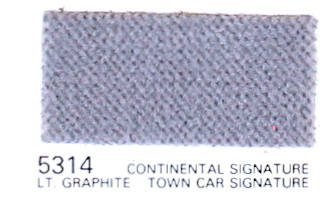 5314 CONTINENTAL SIGNATURE
LT. GRAPHITE TOWN CAR SIGNATURE